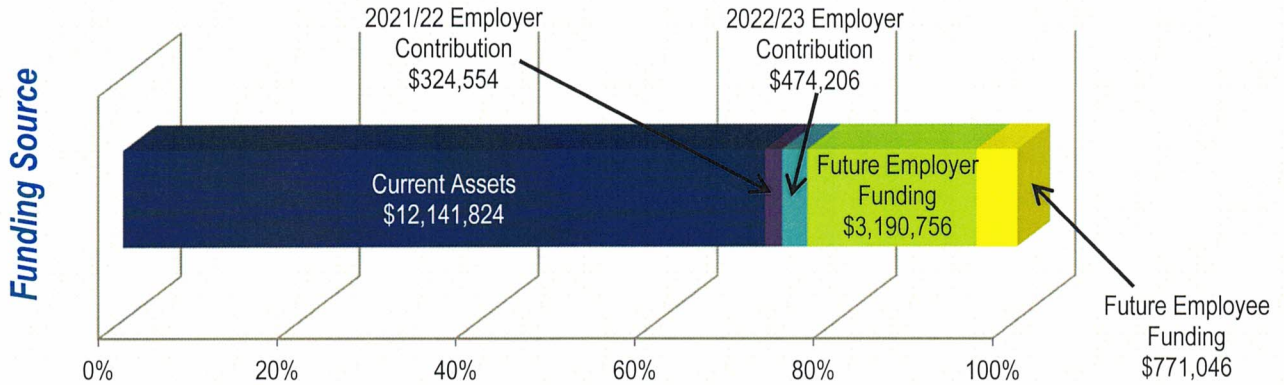 2021/22 Employer
Contribution
$324,554
2022/23 Employer
Contribution
$474,206
Funding Source
Current Assets
$12,141,824
Future Employer
Funding
$3,190,756
Future Employee
Funding
$771,046
0%
20%
40%
60%
80%
100%